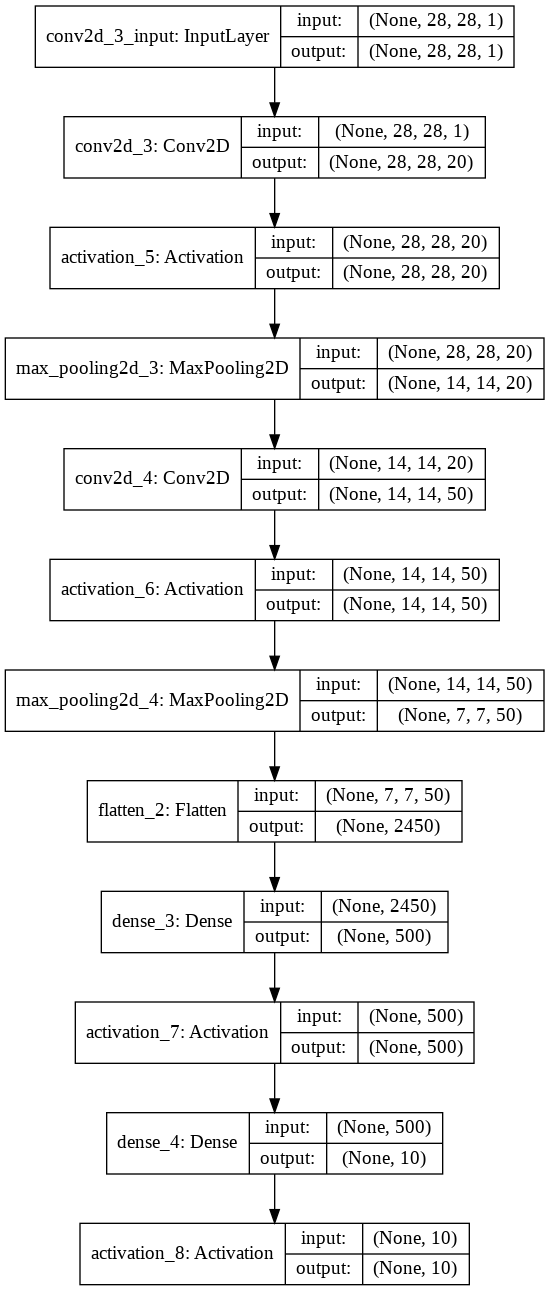 conv2d_3_input: InputLayer
input: (None, 28, 28, 1)
output: (None, 28, 28, 1)
conv2d_3: Conv2D
input: (None, 28, 28, 1)
output: (None, 28, 28, 20)
activation_5: Activation
input: (None, 28, 28, 20)
output: (None, 28, 28, 20)
max_pooling2d_3: MaxPooling2D
input: (None, 28, 28, 20)
output: (None, 14, 14, 20)
conv2d_4: Conv2D
input: (None, 14, 14, 20)
output: (None, 14, 14, 50)
activation_6: Activation
input: (None, 14, 14, 50)
output: (None, 14, 14, 50)
max_pooling2d_4: MaxPooling2D
input: (None, 14, 14, 50)
output: (None, 7, 7, 50)
flatten_2: Flatten
input: (None, 7, 7, 50)
output: (None, 2450)
dense_3: Dense
input: (None, 2450)
output: (None, 500)
activation_7: Activation
input: (None, 500)
output: (None, 500)
dense_4: Dense
input: (None, 500)
output: (None, 10)
activation_8: Activation
input: (None, 10)
output: (None, 10)